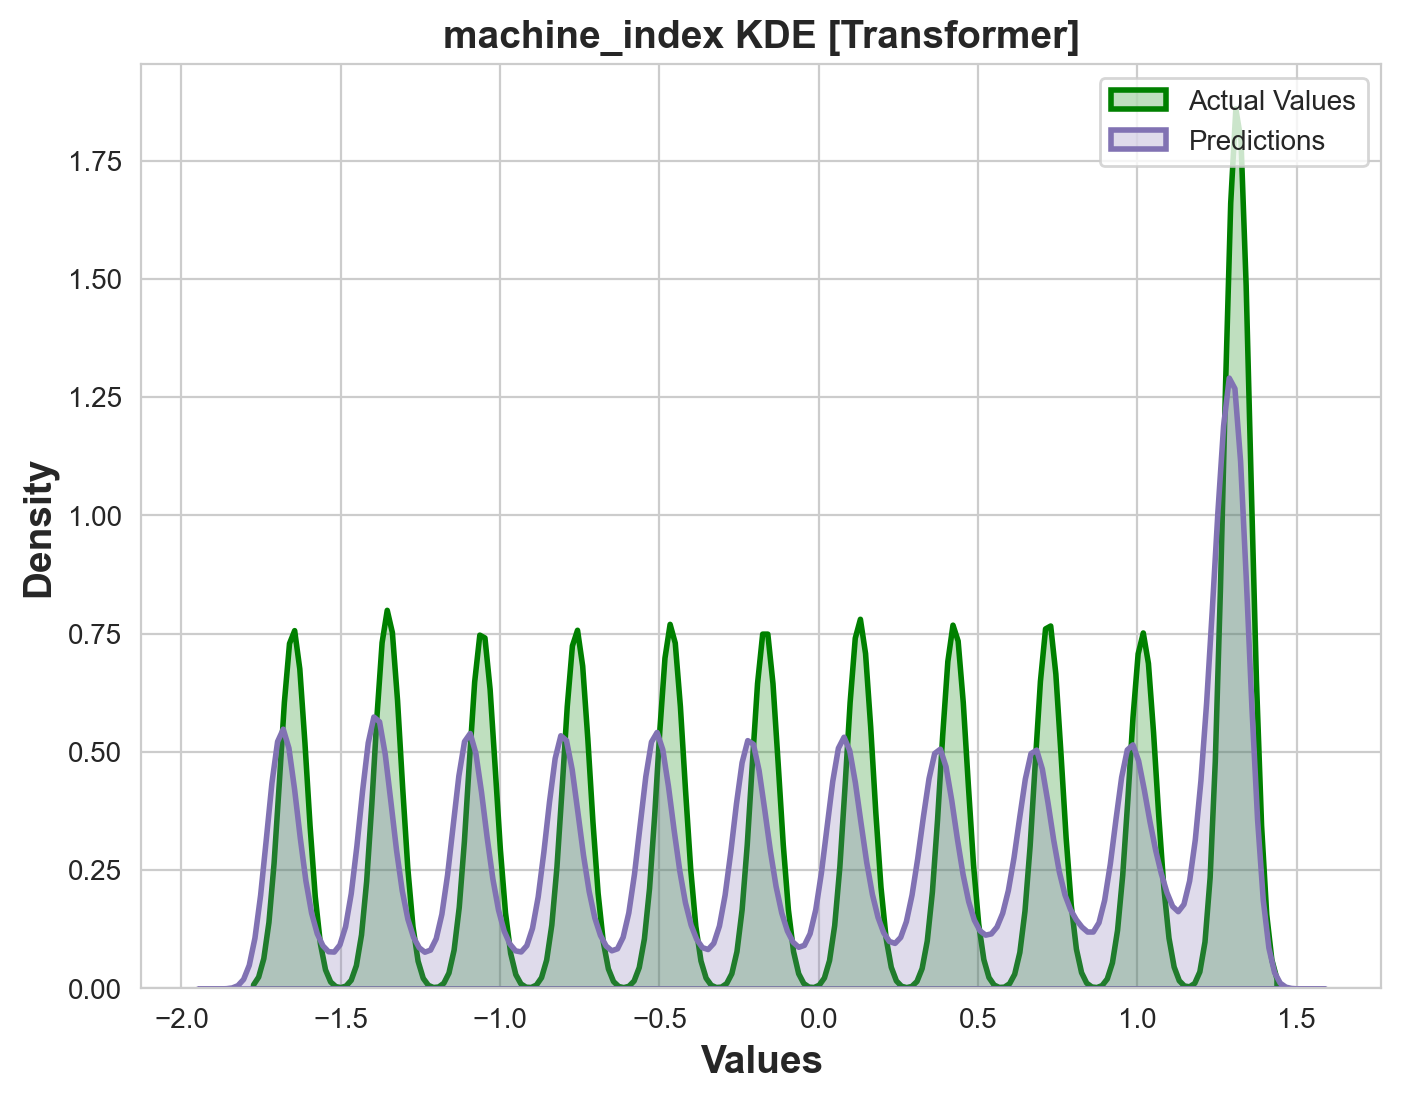 machine_index KDE [Transformer]
Actual Values
Predictions
1.75
1.50
1.25
1.00
0.75
0.50
0.25
0.00
Density
−2.0 −1.5 −1.0 −0.5 0.0 0.5 1.0 1.5
Values